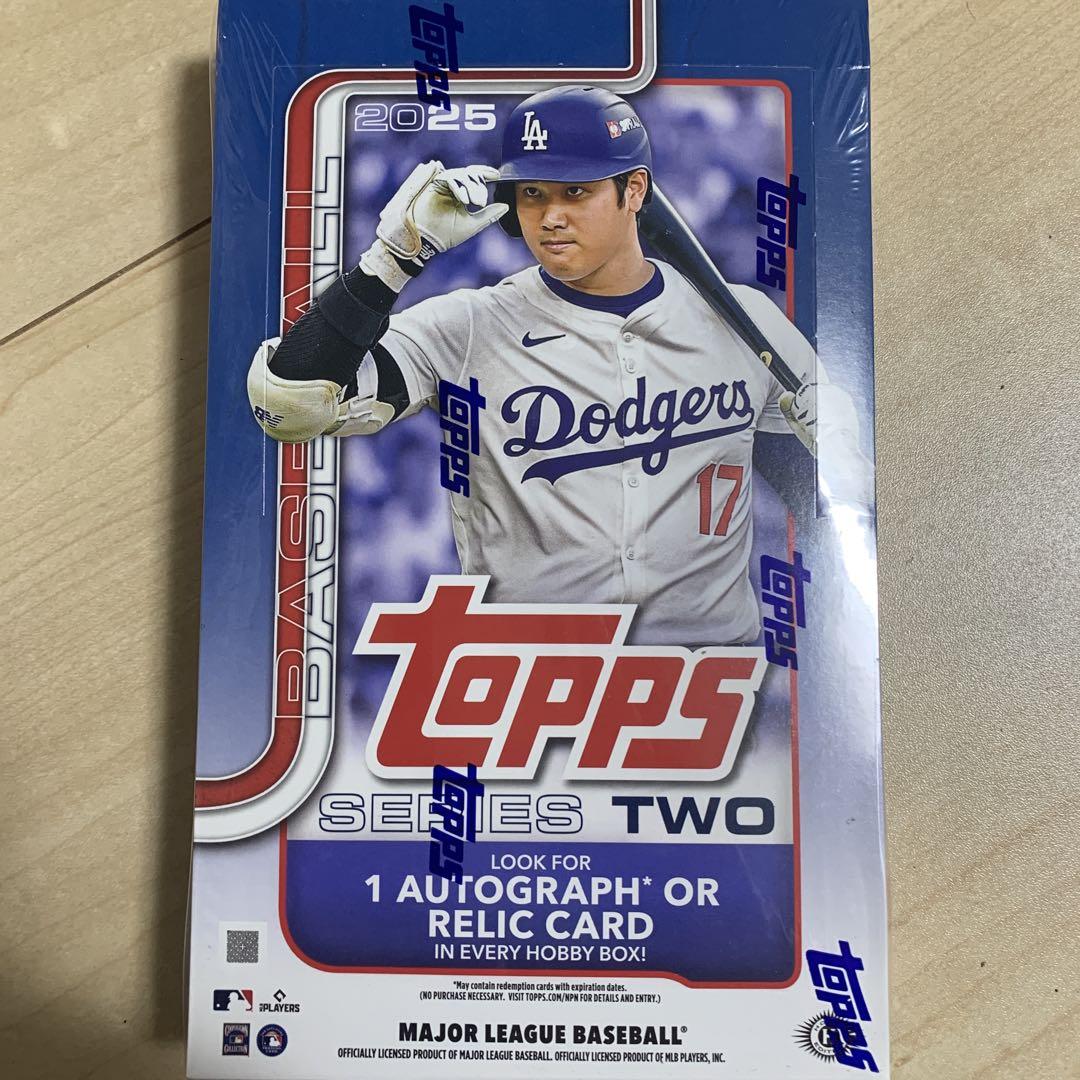 Topps
2025
LA
Topps
BASEBALL
BASEBALL
Dodgers
17
Topps
Topps
Topps
SERIES TWO
Topps
LOOK FOR
1 AUTOGRAPH* OR
RELIC CARD
IN EVERY HOBBY BOX!
Topps
*May contain redemption cards with expiration dates.
(NO PURCHASE NECESSARY. VISIT TOPPS.COM/NPN FOR DETAILS AND ENTRY.)
PLAYERS
MAJOR LEAGUE BASEBALL®
OFFICIALLY LICENSED PRODUCT OF MAJOR LEAGUE BASEBALL. OFFICIALLY LICENSED PRODUCT OF MLB PLAYERS, INC.